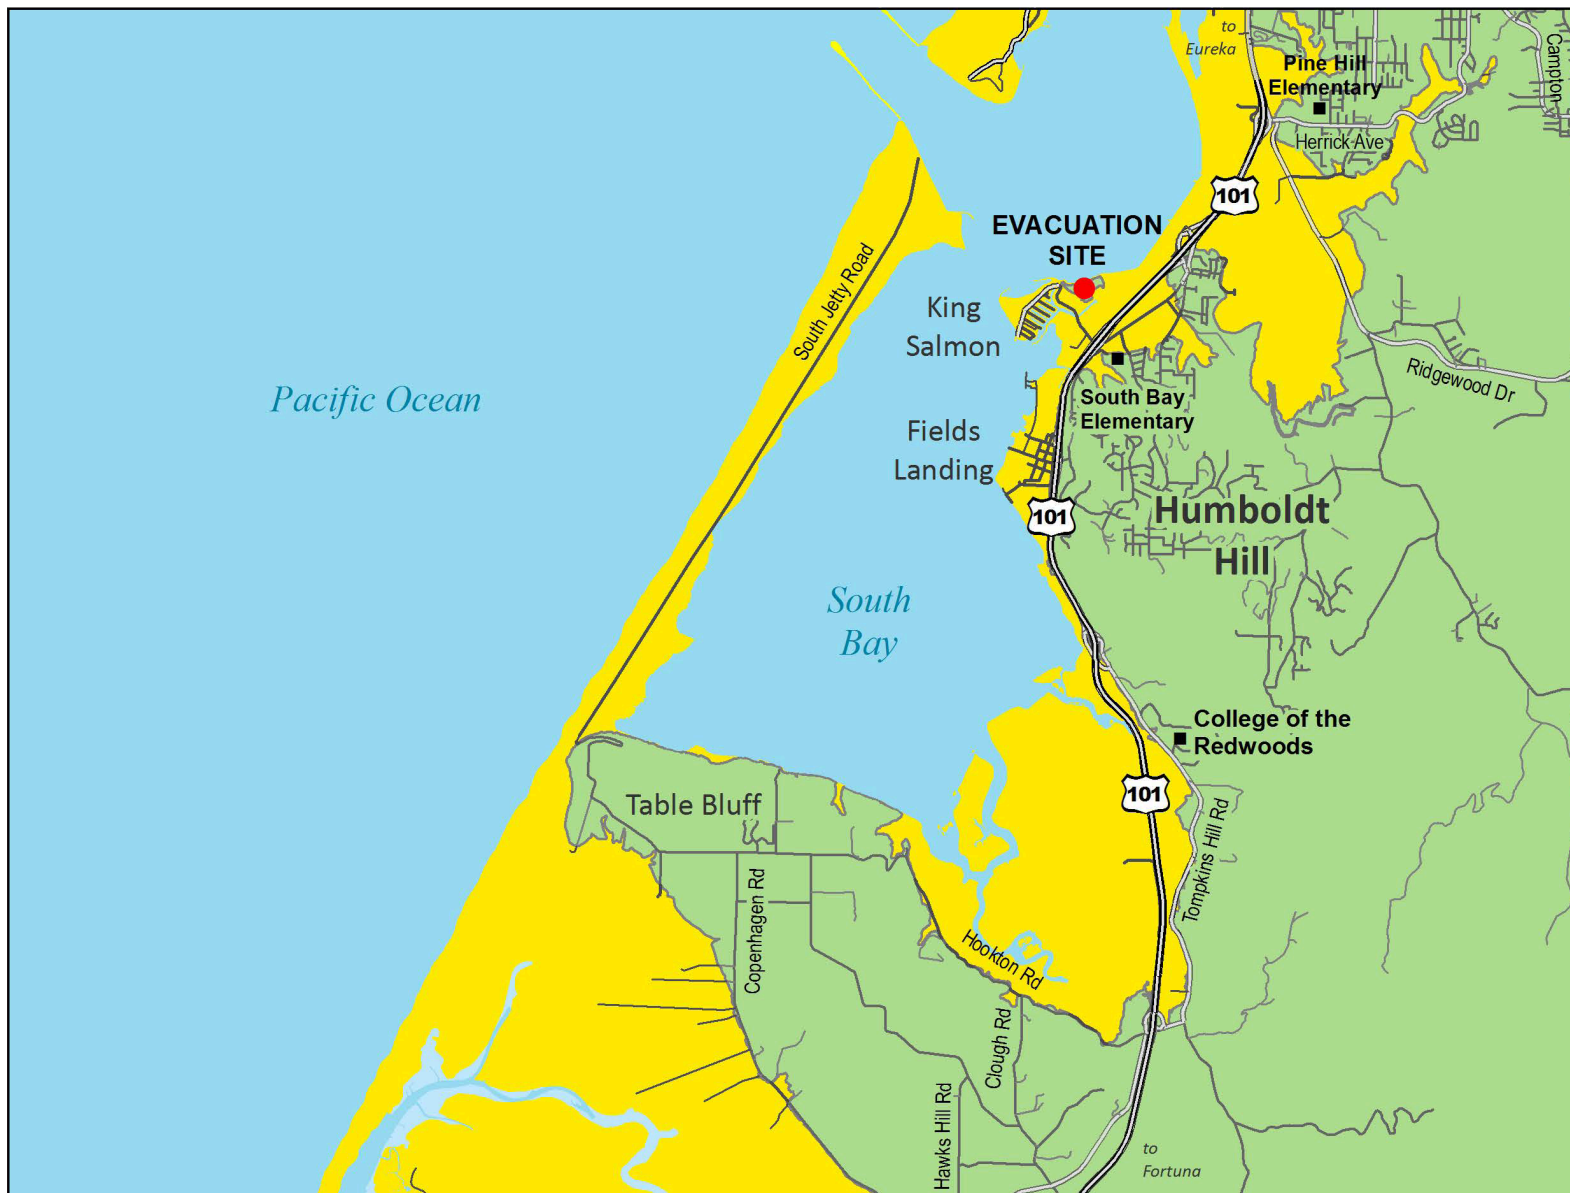 to
Eureka
Pine Hill
Elementary
Campton
Herrick Ave
101
EVACUATION
SITE
South Jetty Road
King
Salmon
Ridgewood Dr
Pacific Ocean
South Bay
Elementary
Fields
Landing
101
Humboldt
Hill
South
Bay
College of the
Redwoods
101
Table Bluff
Tompkins Hill Rd
Copenhagen Rd
Hookton Rd
Clough Rd
Hawks Hill Rd
to
Fortuna